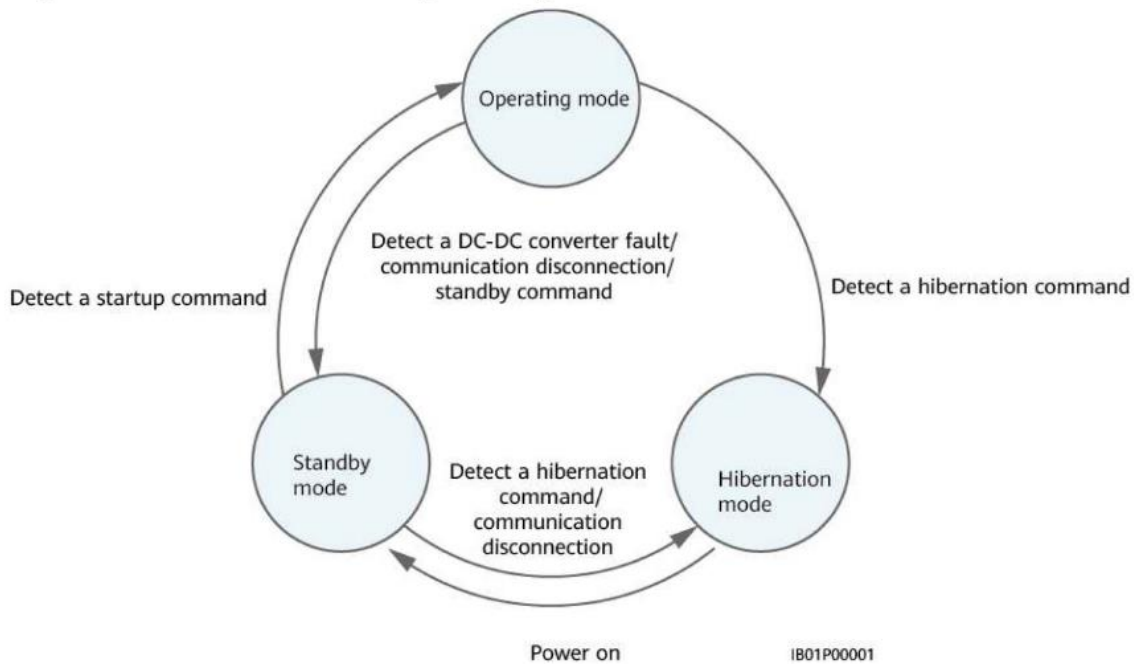 Operating mode
Detect a DC-DC converter fault/
communication disconnection/
standby command
Detect a startup command
Detect a hibernation command
Standby
mode
Detect a hibernation
command/
communication
disconnection
Hibernation
mode
Power on
IB01P00001